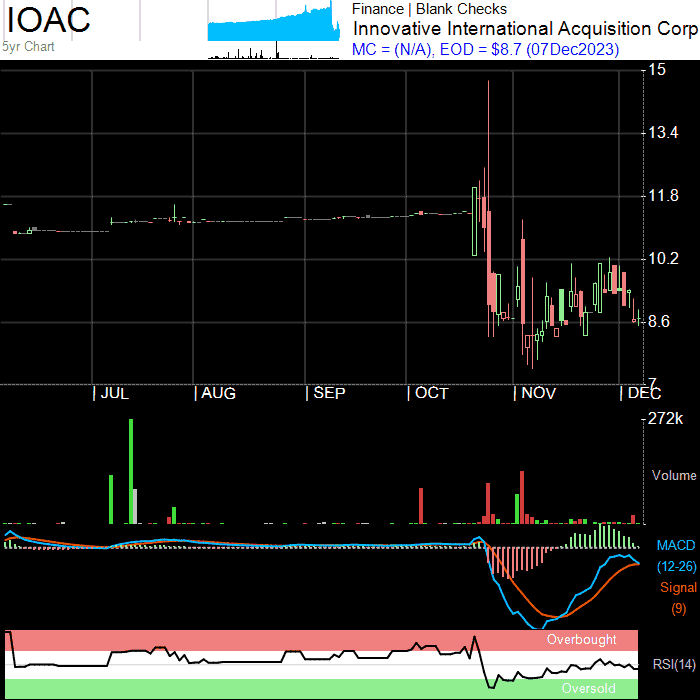 IOAC
5yr Chart
Finance | Blank Checks
Innovative International Acquisition Corp
MC = (N/A), EOD = $8.7 (07Dec2023)
15
13.4
11.8
10.2
8.6
7
JUL
AUG
SEP
OCT
NOV
DEC
272k
Volume
MACD
(12-26)
Signal
(9)
Overbought
RSI(14)
Oversold